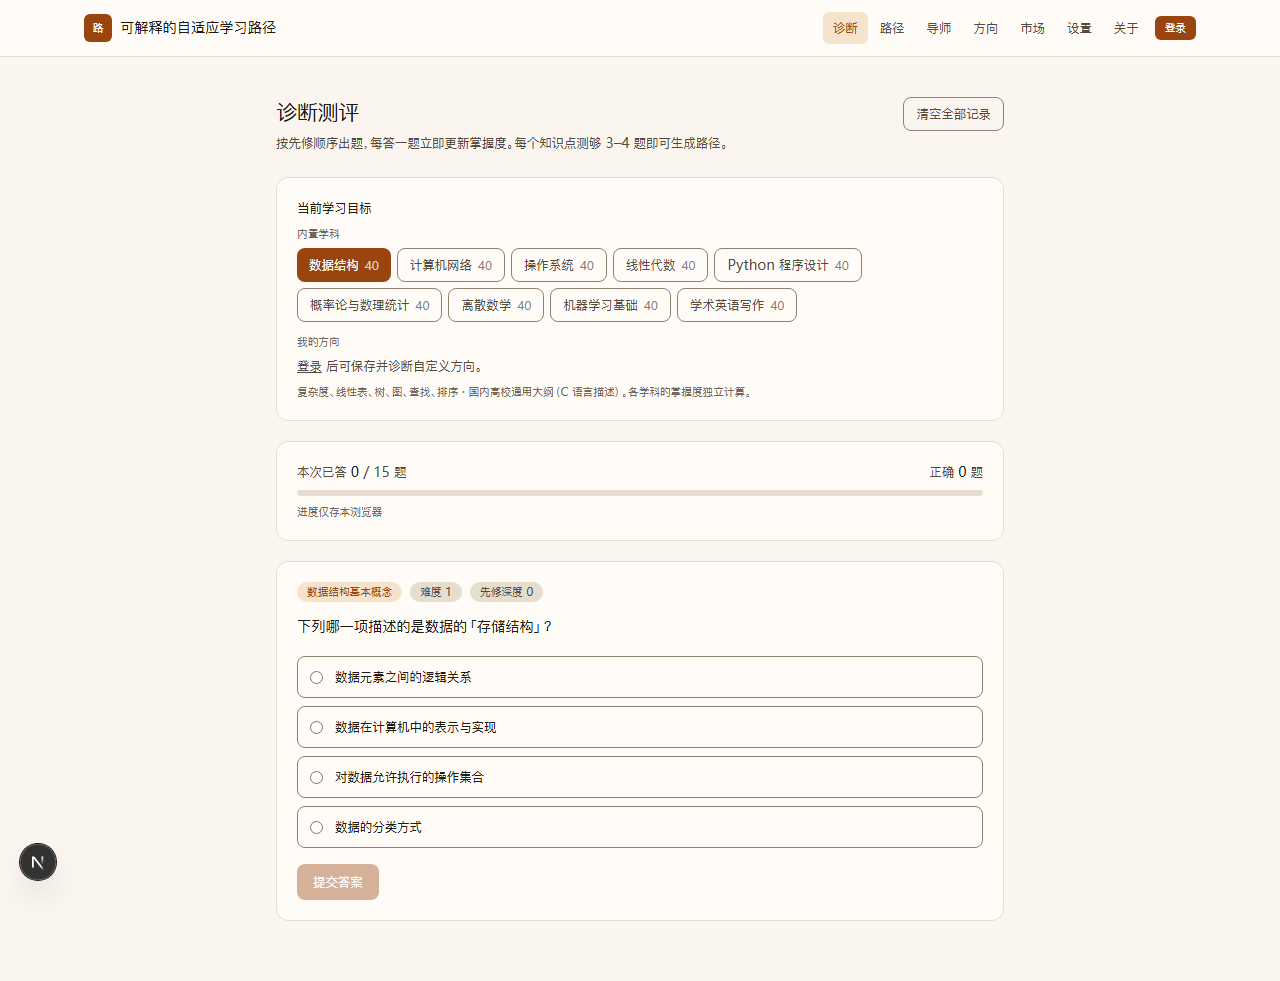 路 可解释的自适应学习路径 诊断 路径 导师 方向 市场 设置 关于 登录
诊断测评 清空全部记录
按先修顺序出题，每答一题立即更新掌握度。每个知识点测够 3–4 题即可生成路径。
当前学习目标
内置学科
数据结构 40 计算机网络 40 操作系统 40 线性代数 40 Python 程序设计 40
概率论与数理统计 40 离散数学 40 机器学习基础 40 学术英语写作 40
我的方向
登录 后可保存并诊断自定义方向。
复杂度、线性表、树、图、查找、排序 · 国内高校通用大纲（C 语言描述）。各学科的掌握度独立计算。
本次已答 0 / 15 题 正确 0 题
进度仅存本浏览器
数据结构基本概念 难度 1 先修深度 0
下列哪一项描述的是数据的「存储结构」？
数据元素之间的逻辑关系
数据在计算机中的表示与实现
对数据允许执行的操作集合
数据的分类方式
N
提交答案